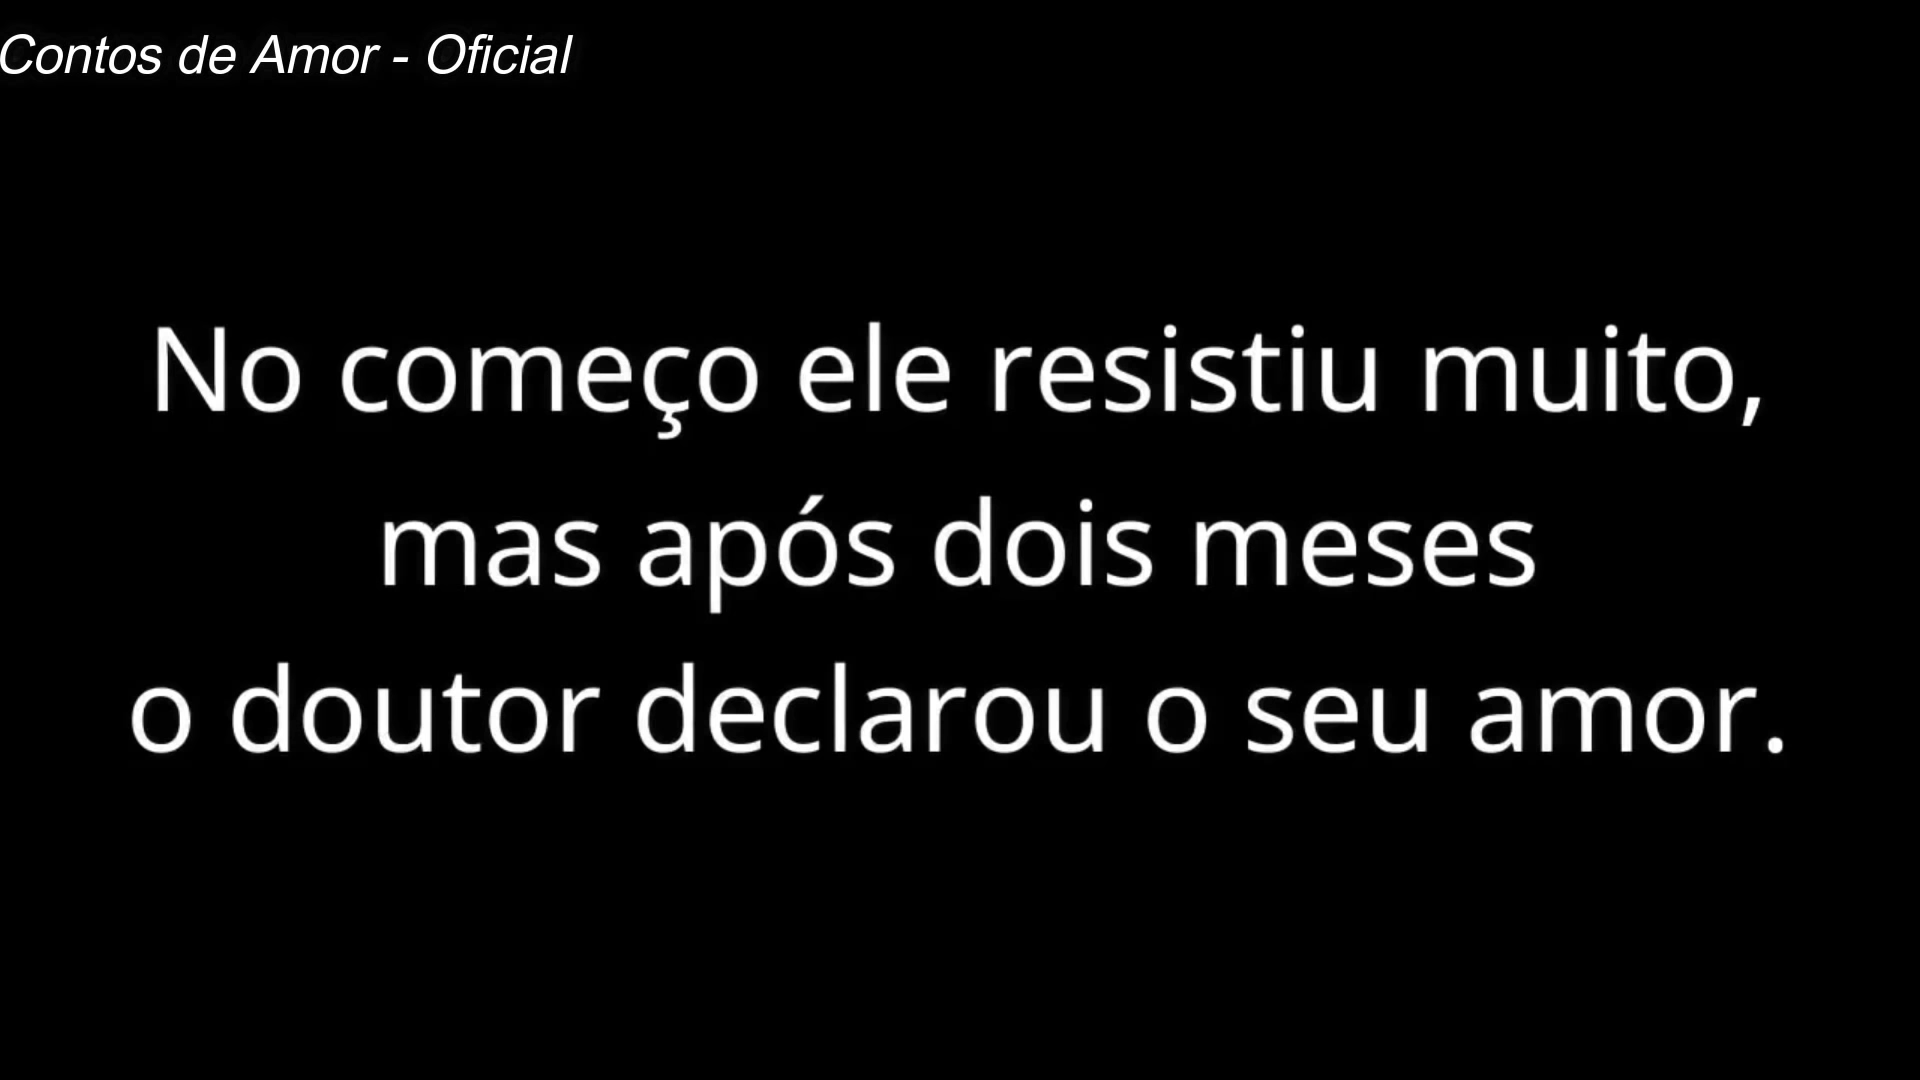 Contos de Amor - Oficial
No começo ele resistiu muito,
mas após dois meses
o doutor declarou o seu amor.